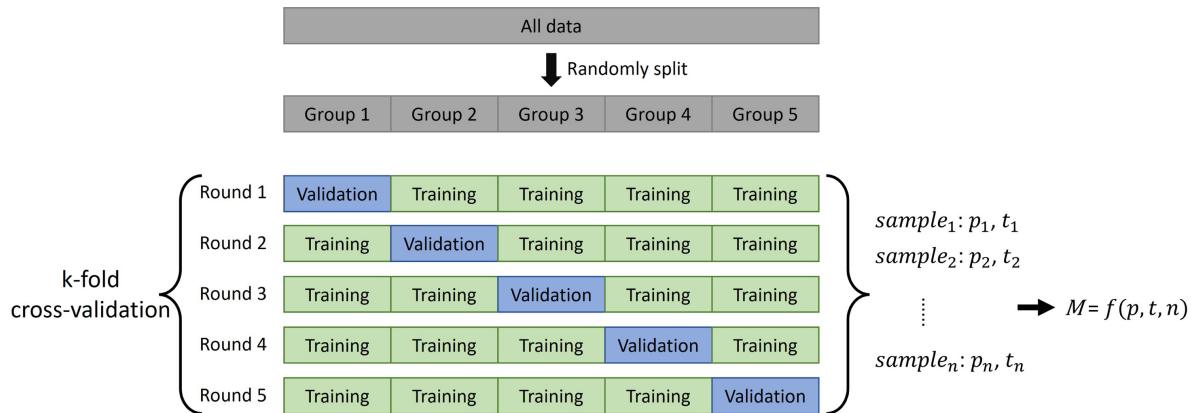 All data
Randomly split
Group 1 Group 2 Group 3 Group 4 Group 5
Round 1 Validation Training Training Training Training
Round 2 Training Validation Training Training Training
Round 3 Training Training Validation Training Training
Round 4 Training Training Training Validation Training
Round 5 Training Training Training Training Validation
k-fold
cross-validation
sample₁: p₁, t₁
sample₂: p₂, t₂
sampleₙ: pₙ, tₙ
M = f(p, t, n)